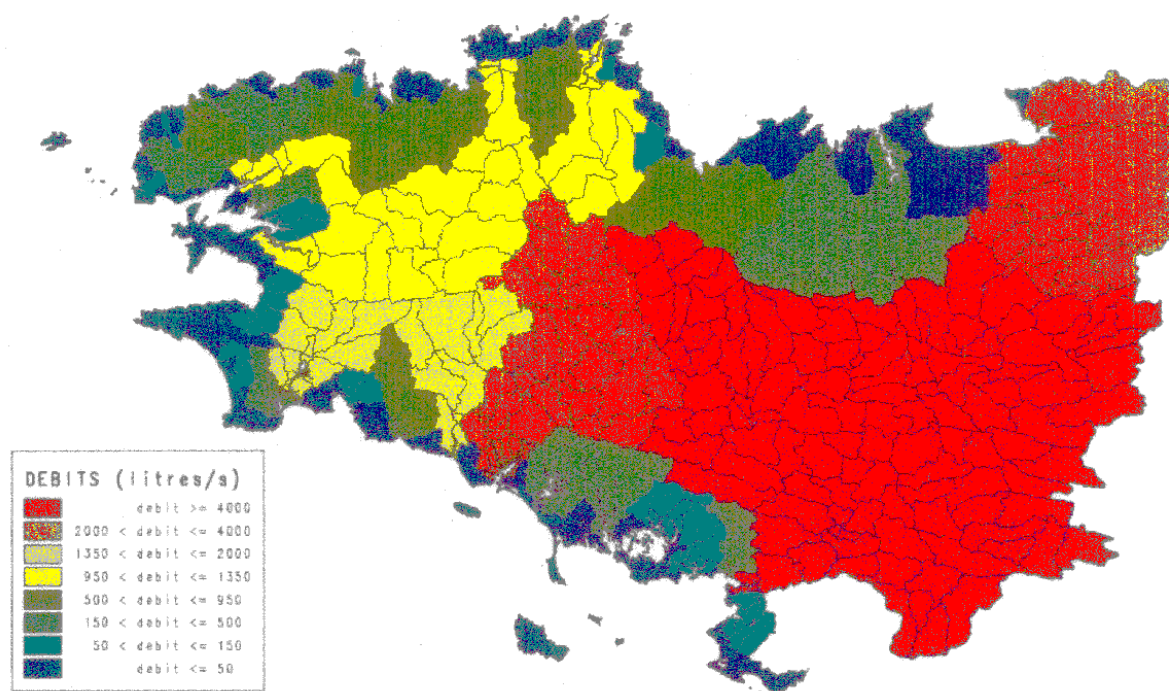 DEBITS (litres/s)
debit >= 4000
2000 < debit <= 4000
1350 < debit <= 2000
950 < debit <= 1350
500 < debit <= 950
150 < debit <= 500
50 < debit <= 150
debit <= 50